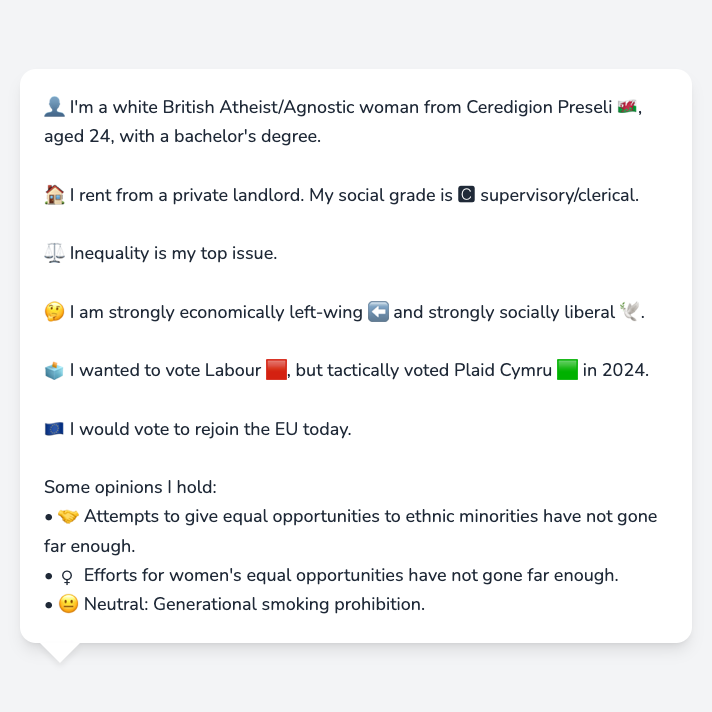 👤 I'm a white British Atheist/Agnostic woman from Ceredigion Preseli 🏴󠁧󠁢󠁷󠁬󠁳󠁿,
aged 24, with a bachelor's degree.
🏠 I rent from a private landlord. My social grade is 🅲 supervisory/clerical.
⚖️ Inequality is my top issue.
🤔 I am strongly economically left-wing ⬅️ and strongly socially liberal 🕊️.
🗳️ I wanted to vote Labour 🟥, but tactically voted Plaid Cymru 🟩 in 2024.
🇪🇺 I would vote to rejoin the EU today.
Some opinions I hold:
• 🤝 Attempts to give equal opportunities to ethnic minorities have not gone
far enough.
• ♀ Efforts for women's equal opportunities have not gone far enough.
• 😐 Neutral: Generational smoking prohibition.